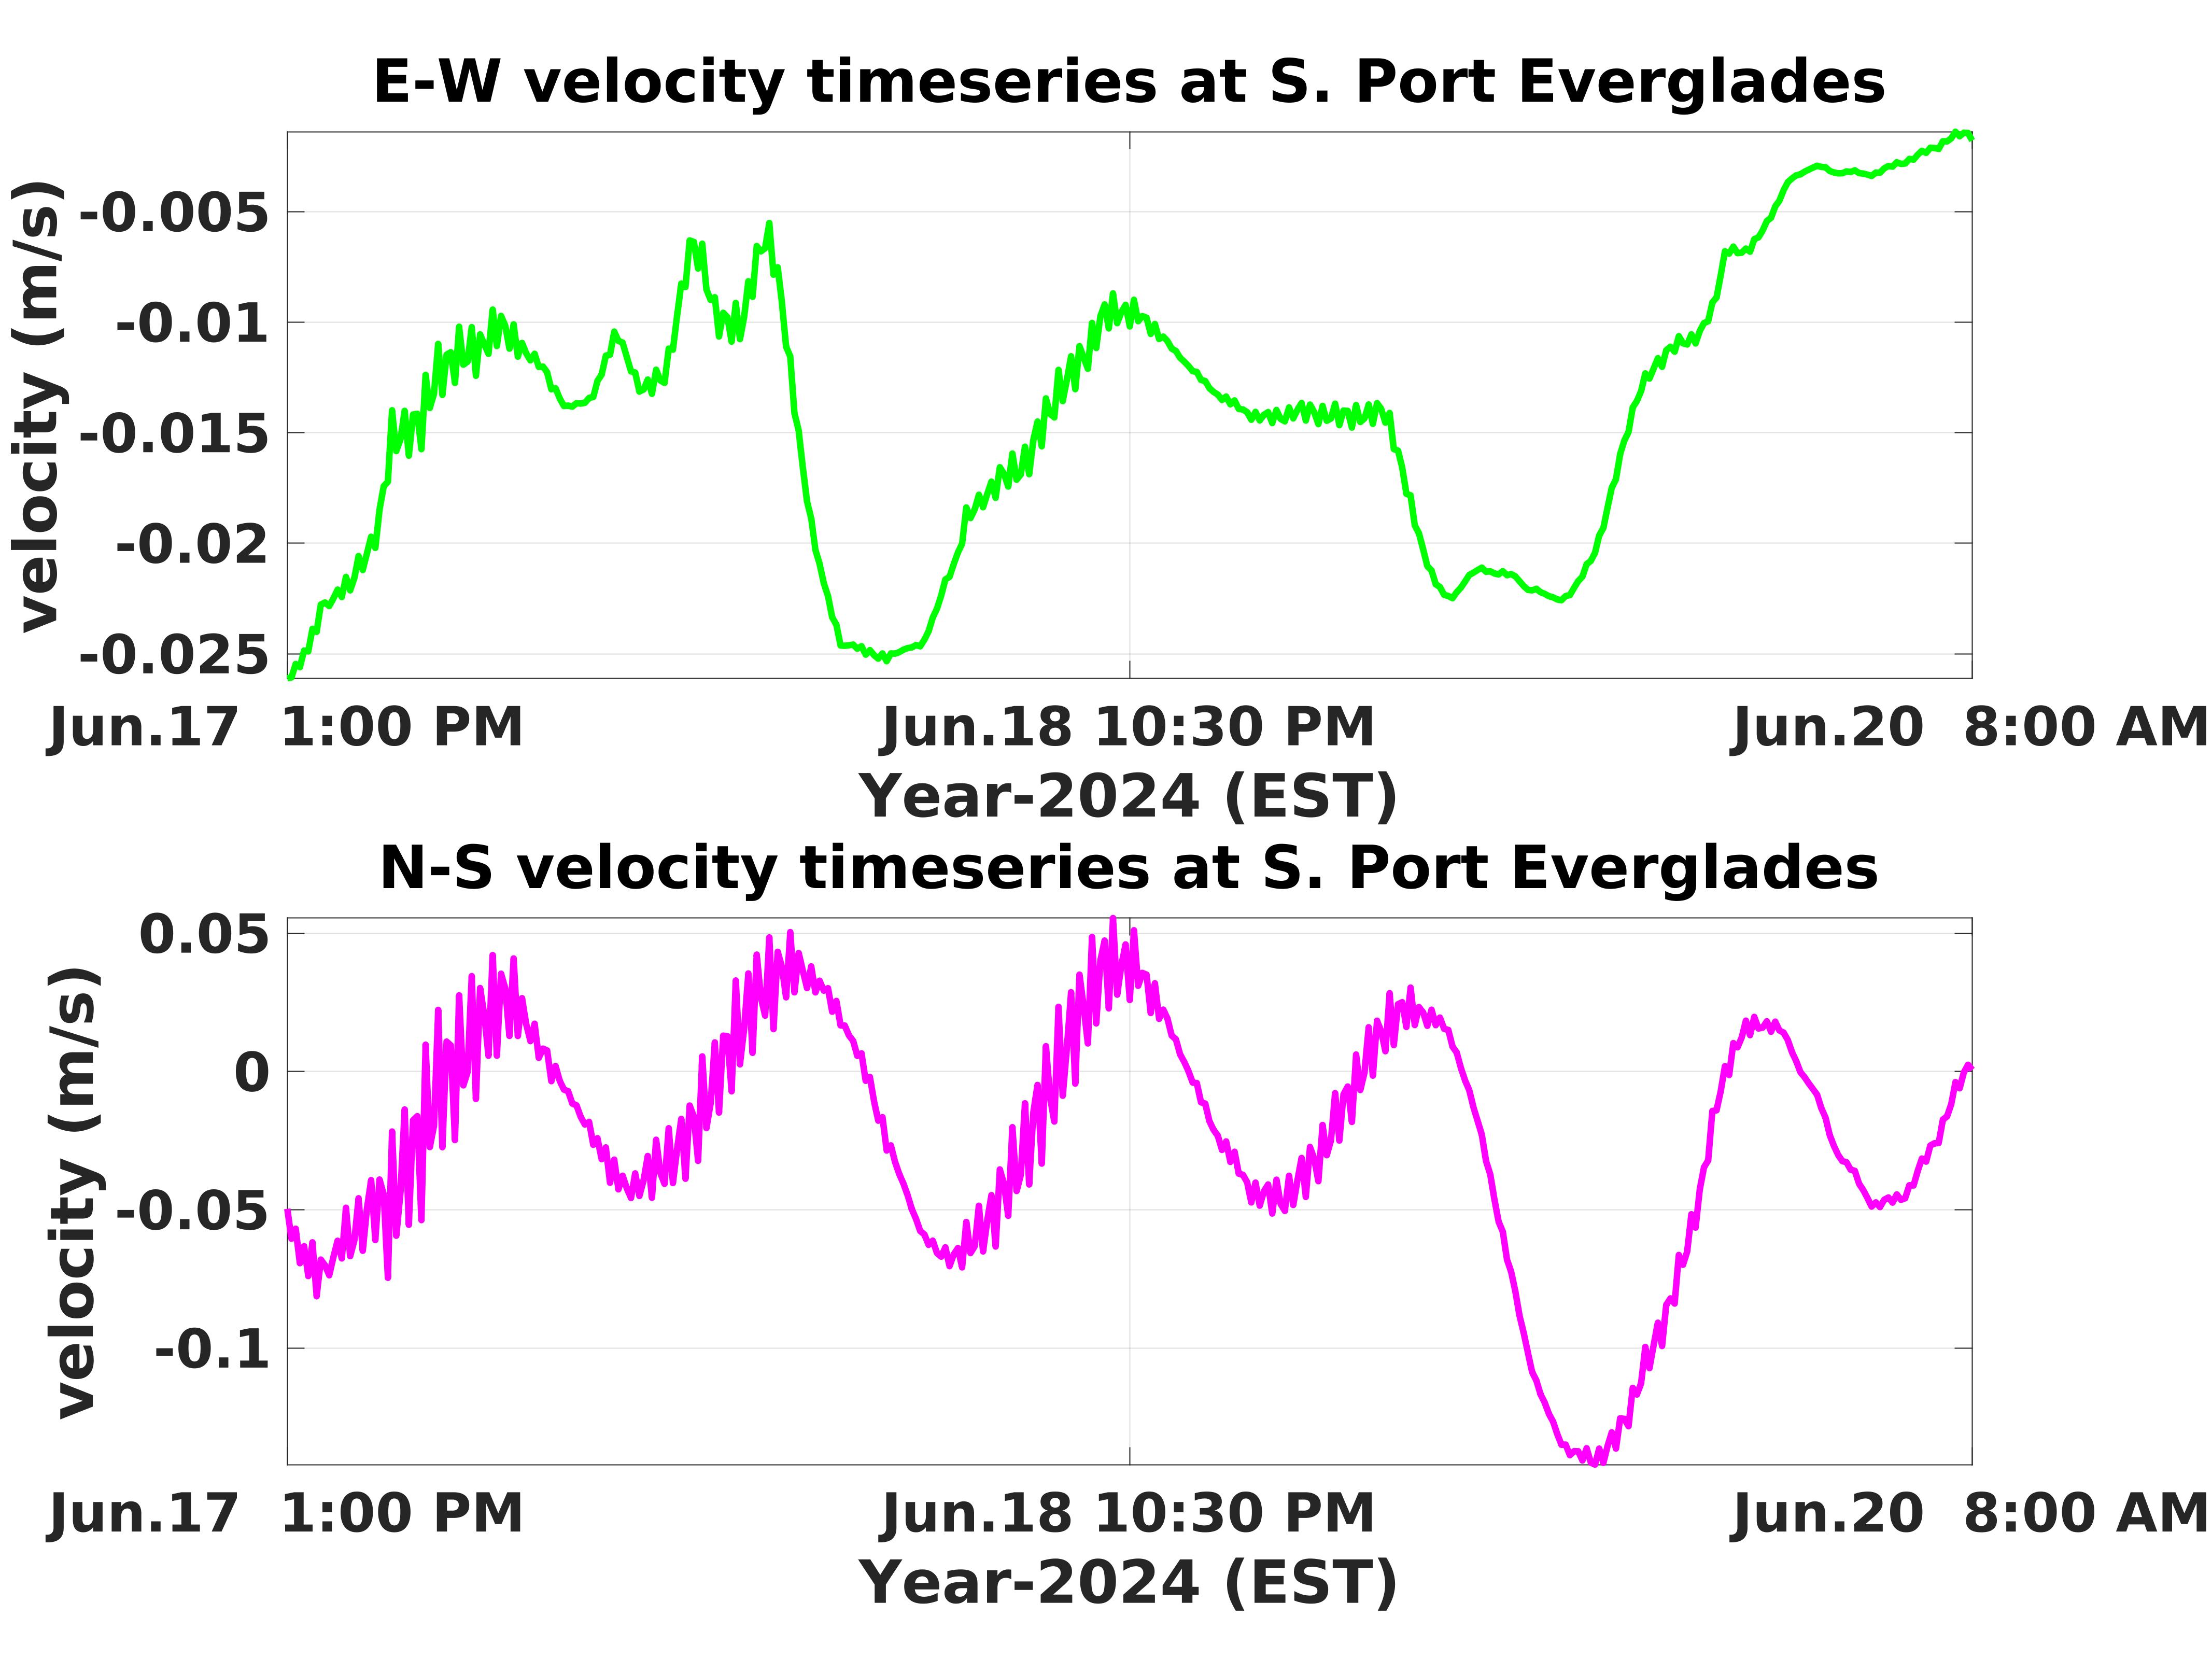 E-W velocity timeseries at S. Port Everglades
velocity (m/s)
-0.005
-0.01
-0.015
-0.02
-0.025
Jun.17  1:00 PM
Jun.18 10:30 PM
Jun.20  8:00 AM
Year-2024 (EST)
N-S velocity timeseries at S. Port Everglades
velocity (m/s)
0.05
0
-0.05
-0.1
Jun.17  1:00 PM
Jun.18 10:30 PM
Jun.20  8:00 AM
Year-2024 (EST)